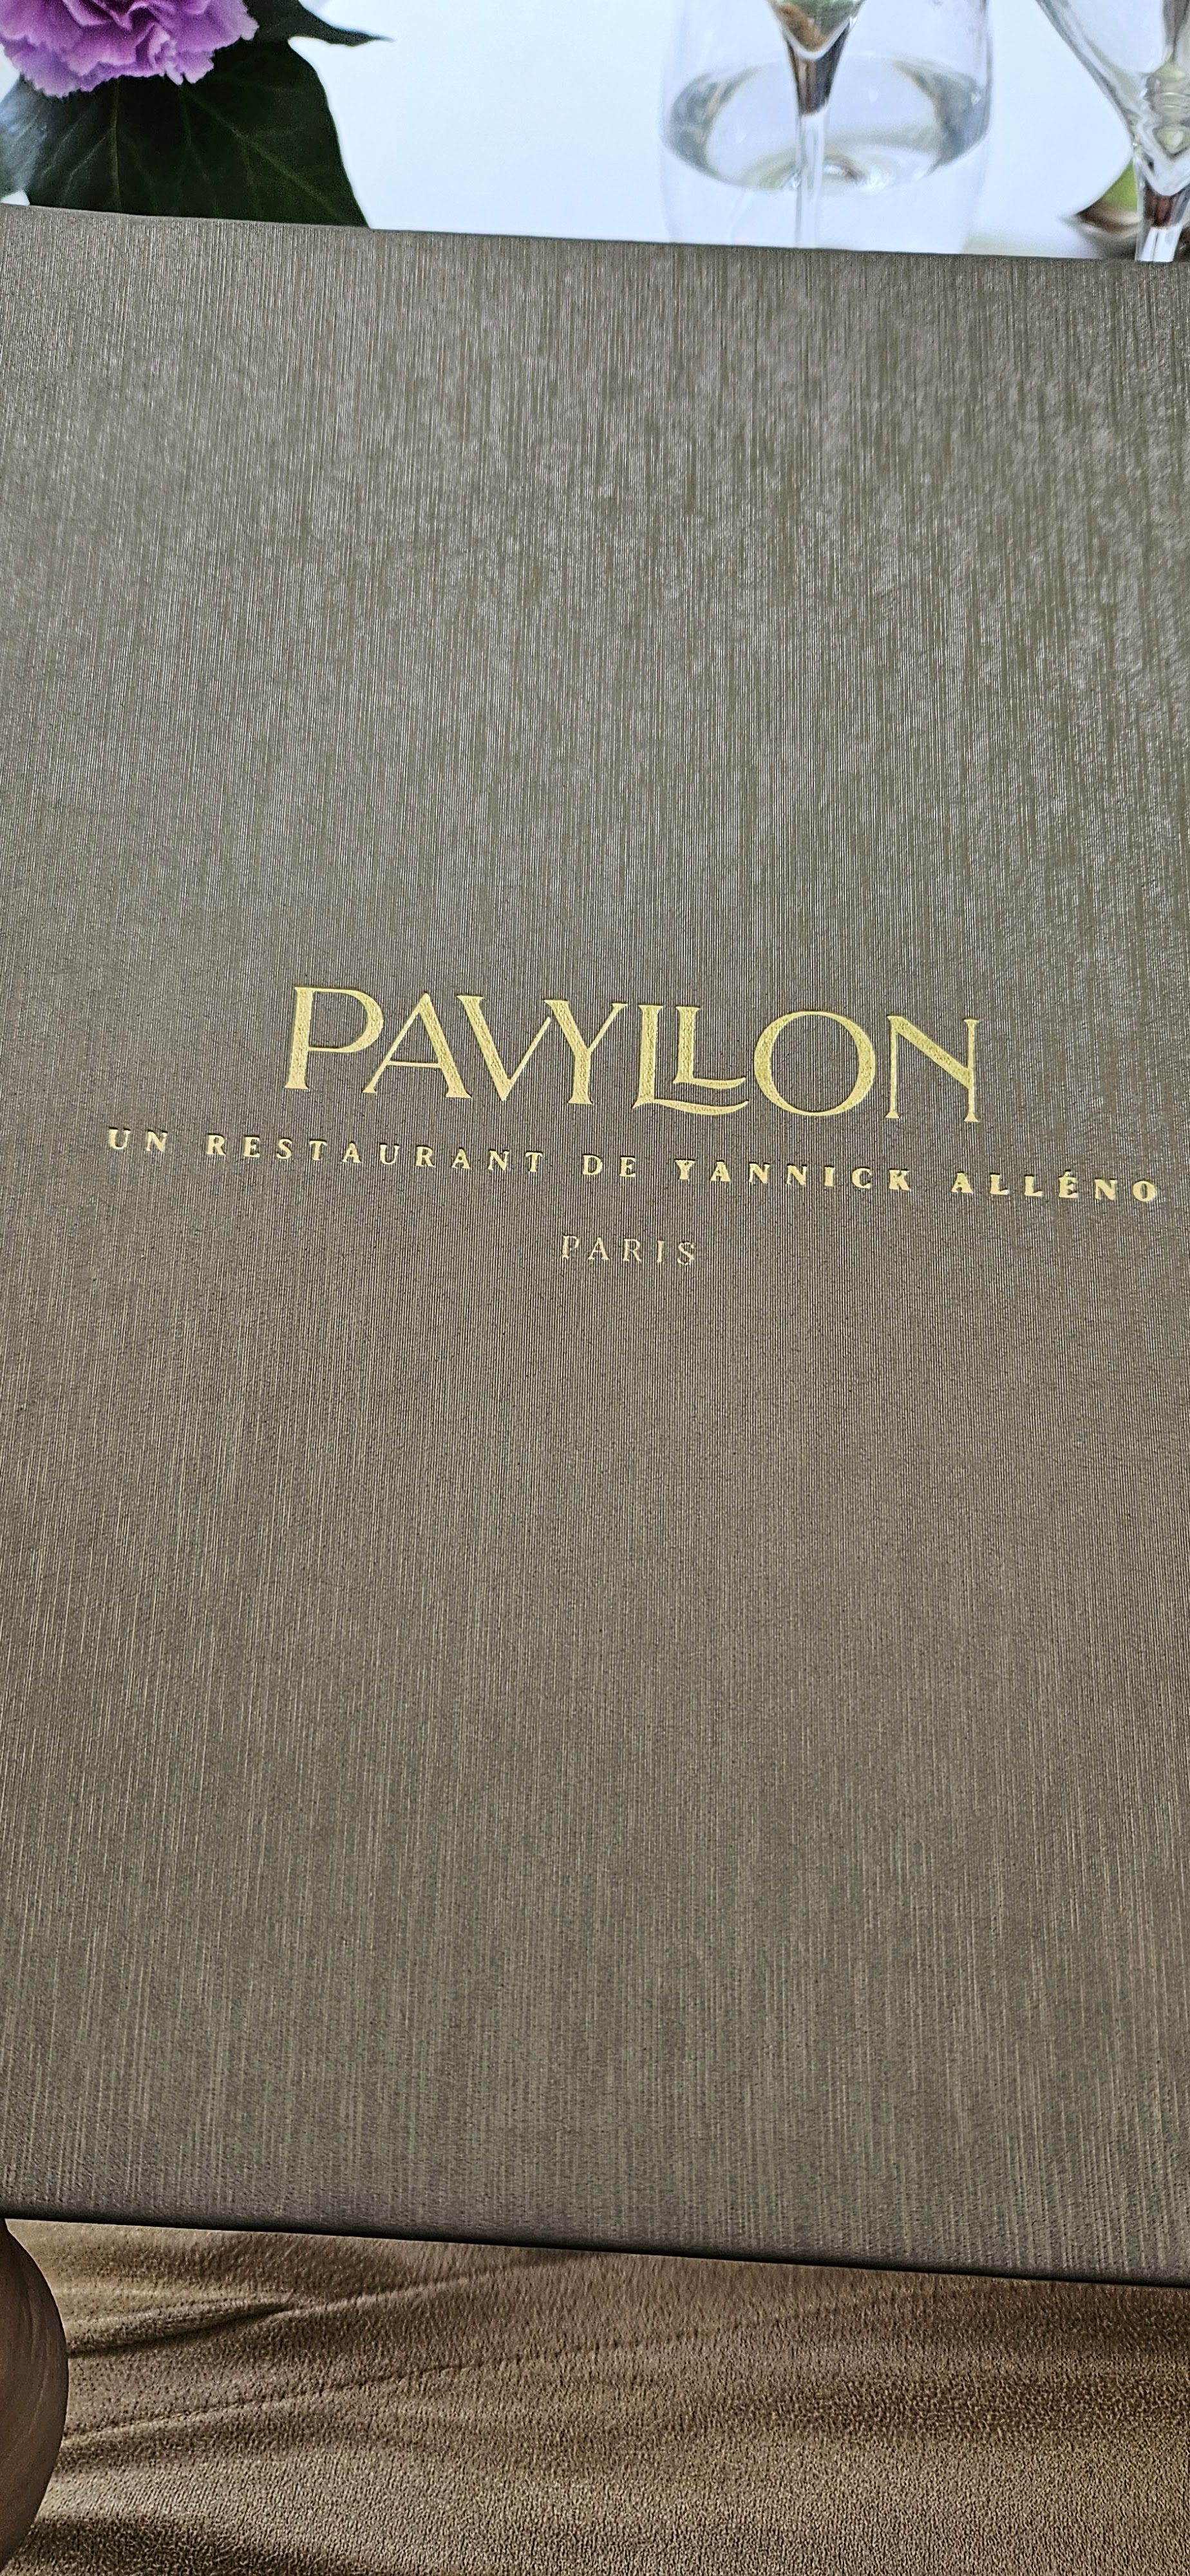 PAVYLLON
UN RESTAURANT DE YANNICK ALLÉNO
PARIS